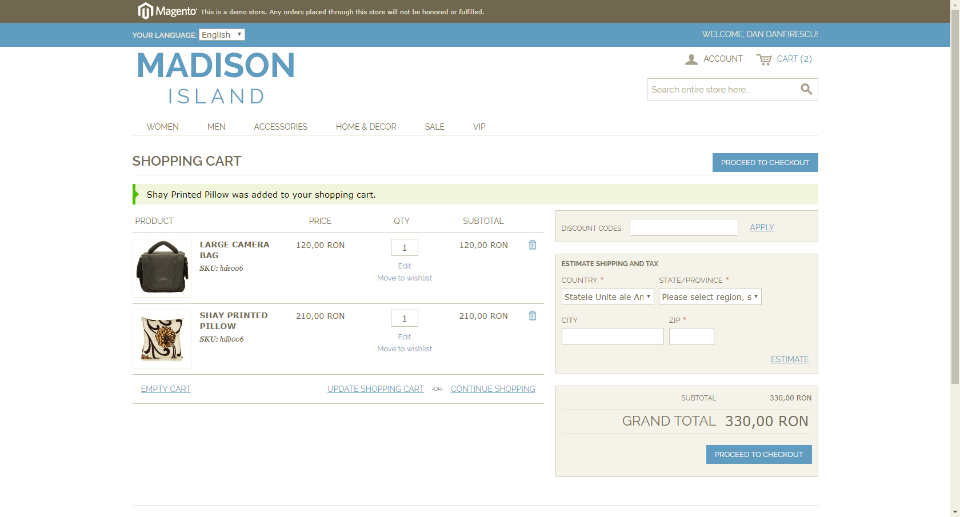 Magento This is a demo store. Any orders placed through this store will not be honored or fulfilled.
YOUR LANGUAGE: English WELCOME, DAN DANFIRESCU!
MADISON
ISLAND
ACCOUNT CART (2)
Search entire store here...
WOMEN MEN ACCESSORIES HOME & DECOR SALE VIP
SHOPPING CART PROCEED TO CHECKOUT
Shay Printed Pillow was added to your shopping cart.
PRODUCT PRICE QTY SUBTOTAL
LARGE CAMERA BAG 120,00 RON 1 120,00 RON
SKU: hde006
Edit
Move to wishlist
SHAY PRINTED PILLOW 210,00 RON 1 210,00 RON
SKU: hdb006
Edit
Move to wishlist
EMPTY CART UPDATE SHOPPING CART -OR- CONTINUE SHOPPING
DISCOUNT CODES APPLY
ESTIMATE SHIPPING AND TAX
COUNTRY * STATE/PROVINCE *
Statele Unite ale Am Please select region, s
CITY ZIP *
ESTIMATE
SUBTOTAL 330,00 RON
GRAND TOTAL 330,00 RON
PROCEED TO CHECKOUT